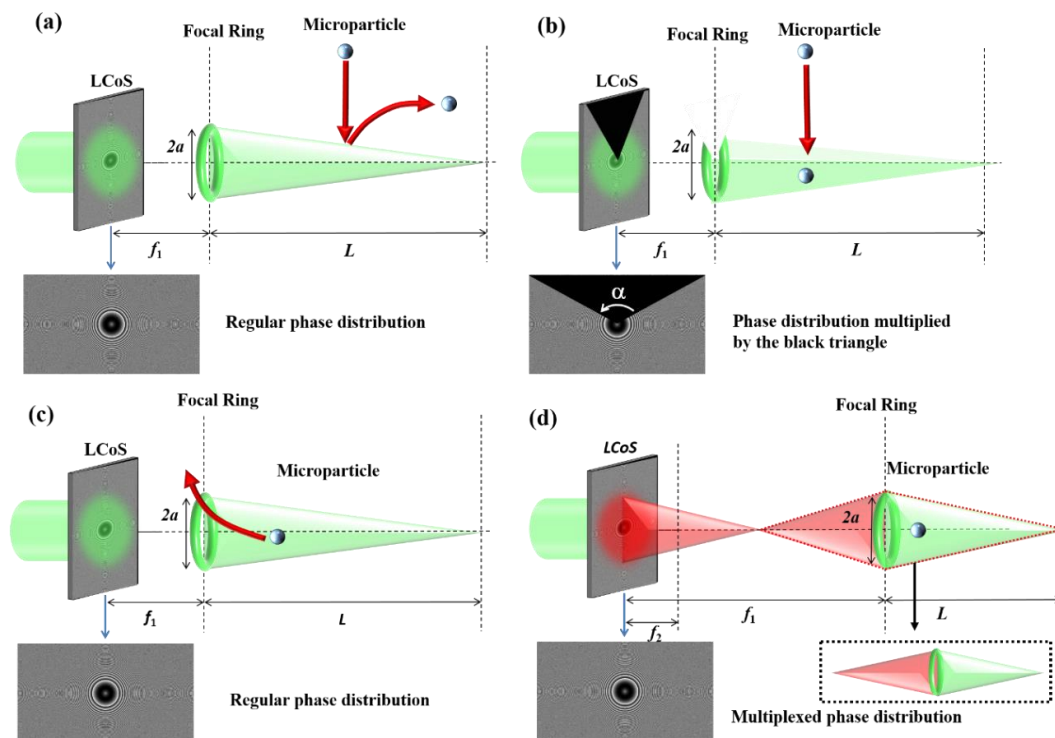 (a)
Focal Ring
Microparticle
LCoS
2a
f1
L
Regular phase distribution
(b)
Focal Ring
Microparticle
LCoS
2a
f1
L
α
Phase distribution multiplied
by the black triangle
(c)
Focal Ring
LCoS
Microparticle
2a
f1
L
Regular phase distribution
(d)
Focal Ring
LCoS
Microparticle
2a
f1
L
f2
Multiplexed phase distribution